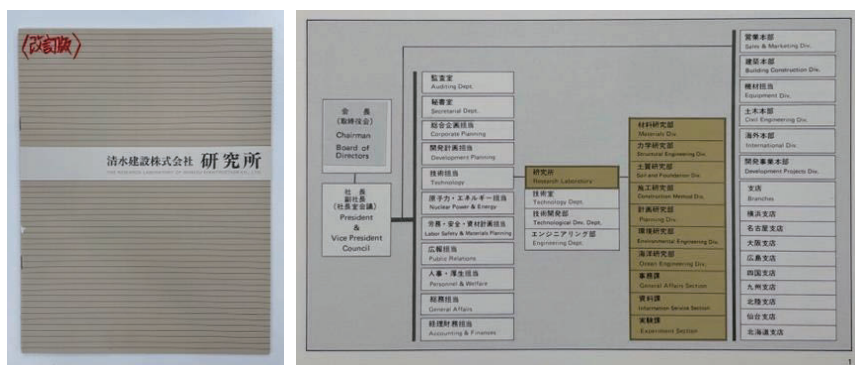 〈改訂版〉
清水建設株式会社 研究所
会長
(取締役会)
Chairman
Board of
Directors
社長
副社長
(社長室会議)
President
&
Vice President
Council
監査室
Auditing Dept.
秘書室
Secretarial Dept.
総合企画担当
Corporate Planning
開発計画担当
Development Planning
技術担当
Technology
原子力・エネルギー担当
Nuclear Power & Energy
労務・安全・資材計画担当
Labor Safety & Materials Planning
広報担当
Public Relations
人事・厚生担当
Personnel & Welfare
総務担当
General Affairs
経理財務担当
Accounting & Finances
研究所
Research Laboratory
技術室
Technology Dept.
技術開発部
Technological Dev. Dept.
エンジニアリング部
Engineering Dept.
材料研究部
Materials Div.
力学研究部
Structural Engineering Div.
土質研究部
Soil and Foundation Div.
施工研究部
Construction Method Div.
計画研究部
Planning Div.
環境研究部
Environmental Engineering Div.
海洋研究部
Ocean Engineering Div.
事務課
General Affairs Section
資料課
Information Service Section
実験課
Experiment Section
営業本部
Sales & Marketing Div.
建築本部
Building Construction Div.
機材担当
Equipment Div.
土木本部
Civil Engineering Div.
海外本部
International Div.
開発事業本部
Development Projects Div.
支店
Branches
横浜支店
名古屋支店
大阪支店
広島支店
四国支店
九州支店
北陸支店
仙台支店
北海道支店
1